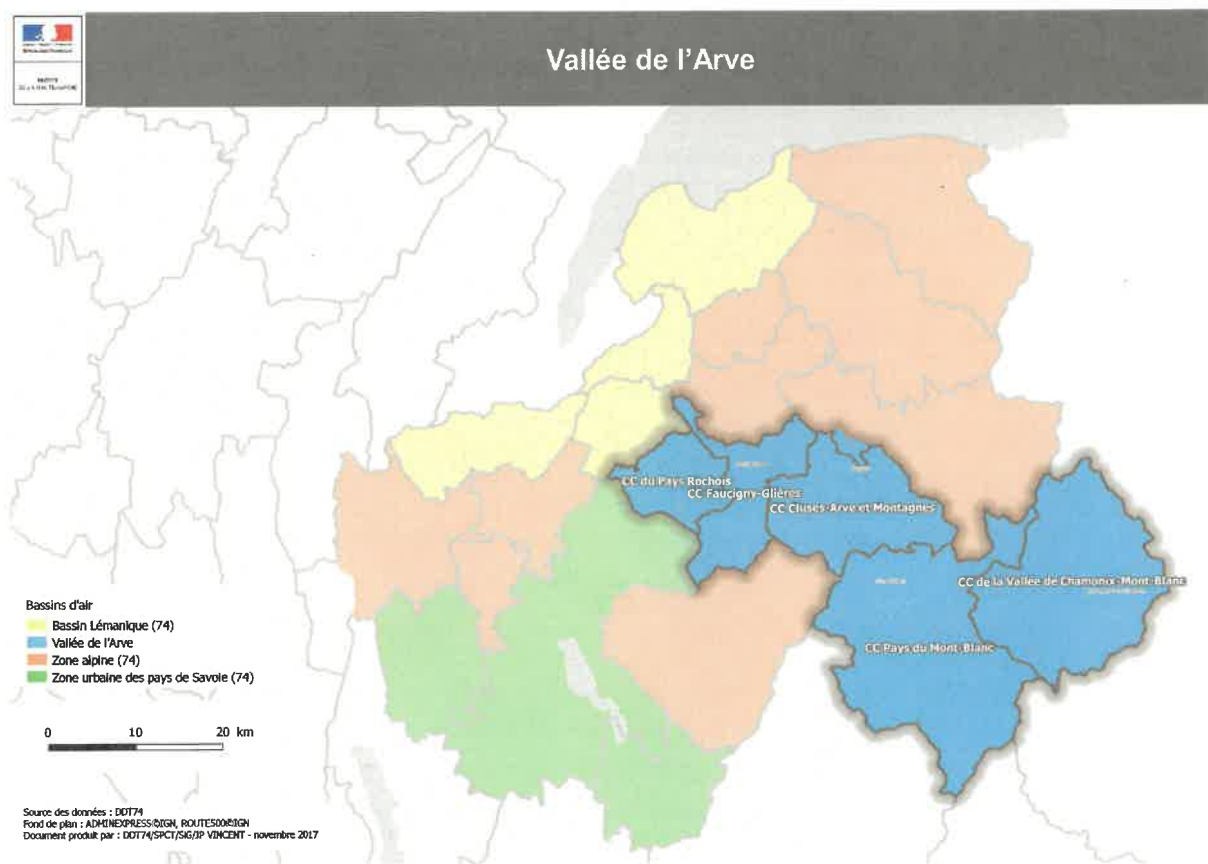 Vallée de l'Arve
RÉPUBLIQUE FRANÇAISE
CC du Pays Rochois
CC Faucigny-Glières
CC Cluses-Arve et Montagnes
CC de la Vallée de Chamonix-Mont-Blanc
CC Pays du Mont-Blanc
Bassins d'air
Bassin Lémanique (74)
Vallée de l'Arve
Zone alpine (74)
Zone urbaine des pays de Savoie (74)
0 10 20 km
Source des données : DDT74
Fond de plan : ADMINEXPRESS©IGN, ROUTE500©IGN
Document produit par : DDT74/SPCT/SIG/JP VINCENT - novembre 2017